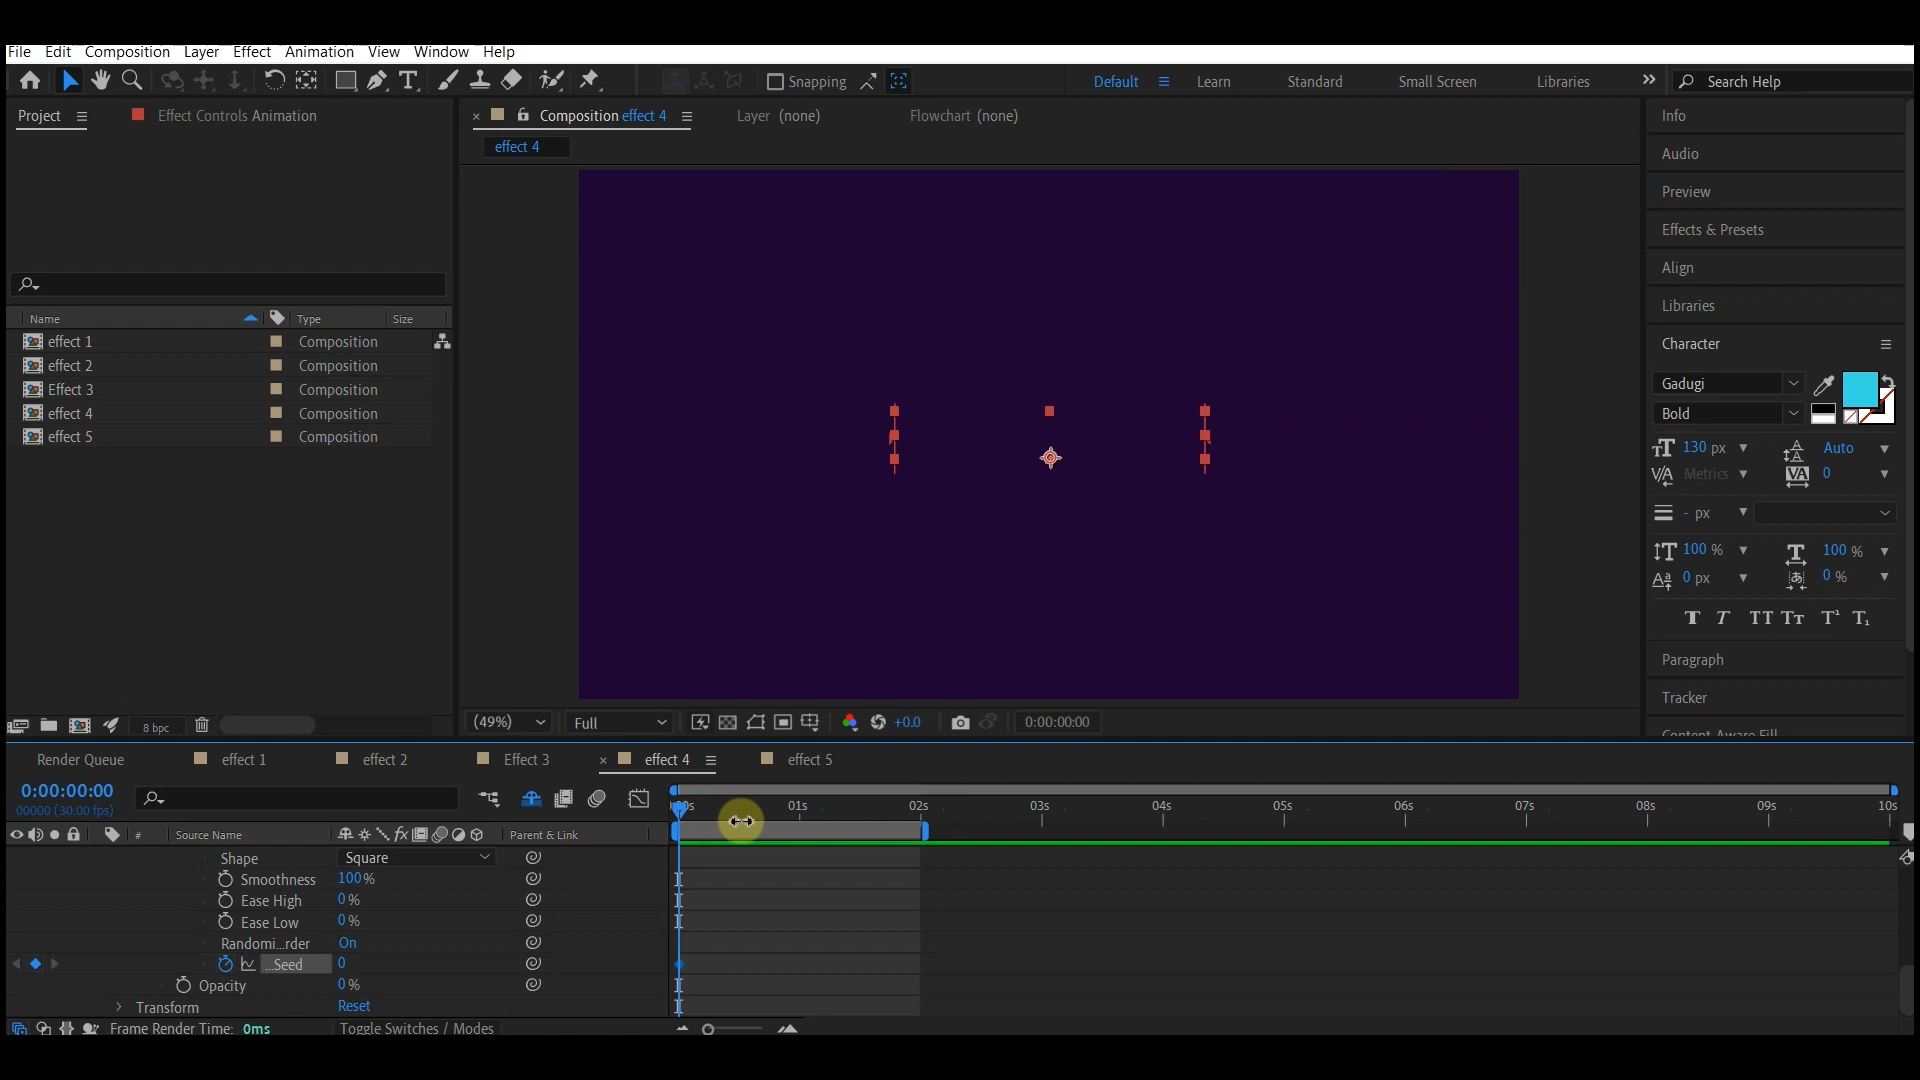 File Edit Composition Layer Effect Animation View Window Help
Snapping Default Learn Standard Small Screen Libraries Search Help
Project Effect Controls Animation
Composition effect 4 Layer (none) Flowchart (none)
effect 4
Info
Audio
Preview
Effects & Presets
Align
Libraries
Name Type Size
effect 1 Composition
effect 2 Composition
Effect 3 Composition
effect 4 Composition
effect 5 Composition
Character
Gadugi
Bold
130 px Auto
Metrics 0
- px
100 % 100 %
0 px 0 %
Paragraph
Tracker
Content-Aware Fill
8 bpc
(49%) Full +0.0 0:00:00:00
Render Queue effect 1 effect 2 Effect 3 effect 4 effect 5
0:00:00:00
00000 (30.00 fps)
01s 02s 03s 04s 05s 06s 07s 08s 09s 10s
# Source Name Parent & Link
Shape Square
Smoothness 100%
Ease High 0%
Ease Low 0%
Randomi...rder On
...Seed 0
Opacity 0%
Transform Reset
Frame Render Time: 0ms Toggle Switches / Modes